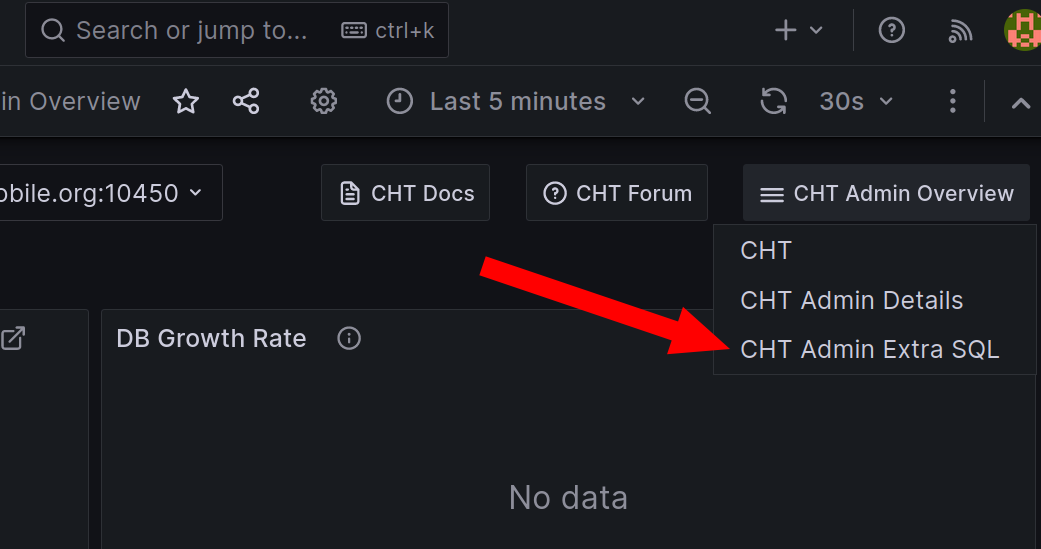 Search or jump to... ctrl+k
in Overview Last 5 minutes 30s
obile.org:10450 CHT Docs CHT Forum CHT Admin Overview
CHT
CHT Admin Details
CHT Admin Extra SQL
DB Growth Rate
No data